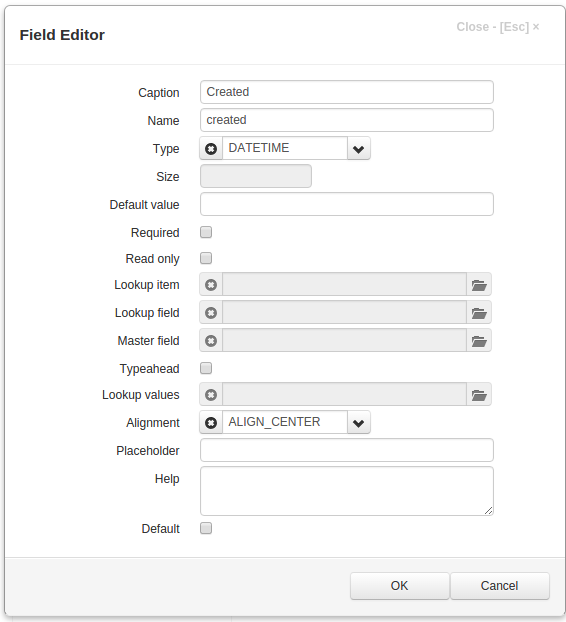 Field Editor
Close - [Esc] ×
Caption Created
Name created
Type DATETIME
Size
Default value
Required
Read only
Lookup item
Lookup field
Master field
Typeahead
Lookup values
Alignment ALIGN_CENTER
Placeholder
Help
Default
OK Cancel